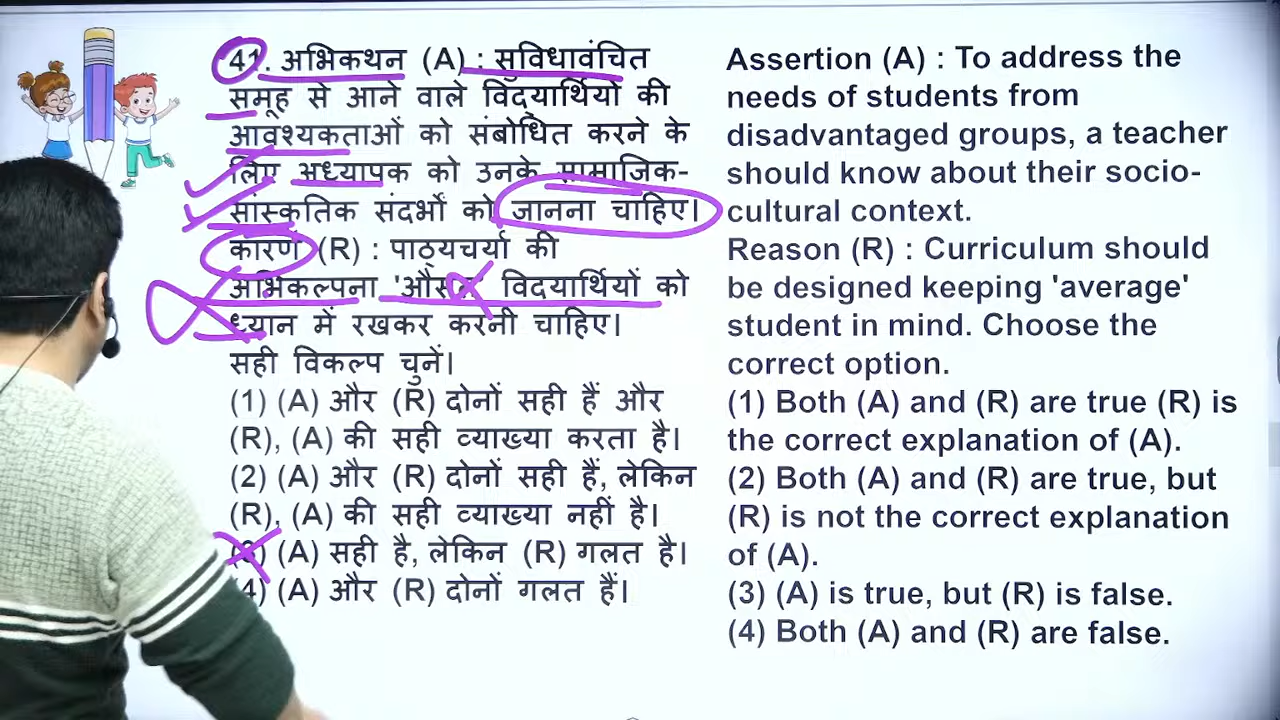 41. अभिकथन (A) : सुविधावंचित
समूह से आने वाले विद्यार्थियों की
आवश्यकताओं को संबोधित करने के
लिए अध्यापक को उनके सामाजिक-
सांस्कृतिक संदर्भों को जानना चाहिए।
कारण (R) : पाठ्यचर्या की
अभिकल्पना विद्यार्थियों को
ध्यान में रखकर करनी चाहिए।
सही विकल्प चुनें।
(1) (A) और (R) दोनों सही हैं और
(R), (A) की सही व्याख्या करता है।
(2) (A) और (R) दोनों सही हैं, लेकिन
(R), (A) की सही व्याख्या नहीं है।
(3) (A) सही है, लेकिन (R) गलत है।
(4) (A) और (R) दोनों गलत हैं।
Assertion (A) : To address the
needs of students from
disadvantaged groups, a teacher
should know about their socio-
cultural context.
Reason (R) : Curriculum should
be designed keeping 'average'
student in mind. Choose the
correct option.
(1) Both (A) and (R) are true (R) is
the correct explanation of (A).
(2) Both (A) and (R) are true, but
(R) is not the correct explanation
of (A).
(3) (A) is true, but (R) is false.
(4) Both (A) and (R) are false.